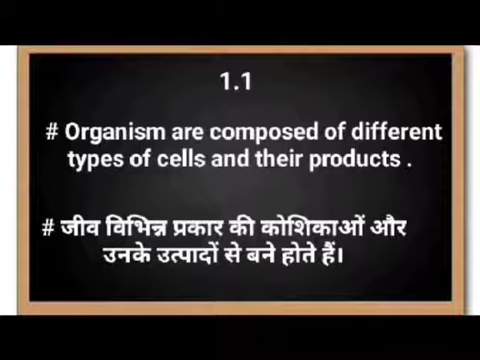 1.1
# Organism are composed of different
types of cells and their products .
# जीव विभिन्न प्रकार की कोशिकाओं और
उनके उत्पादों से बने होते हैं।